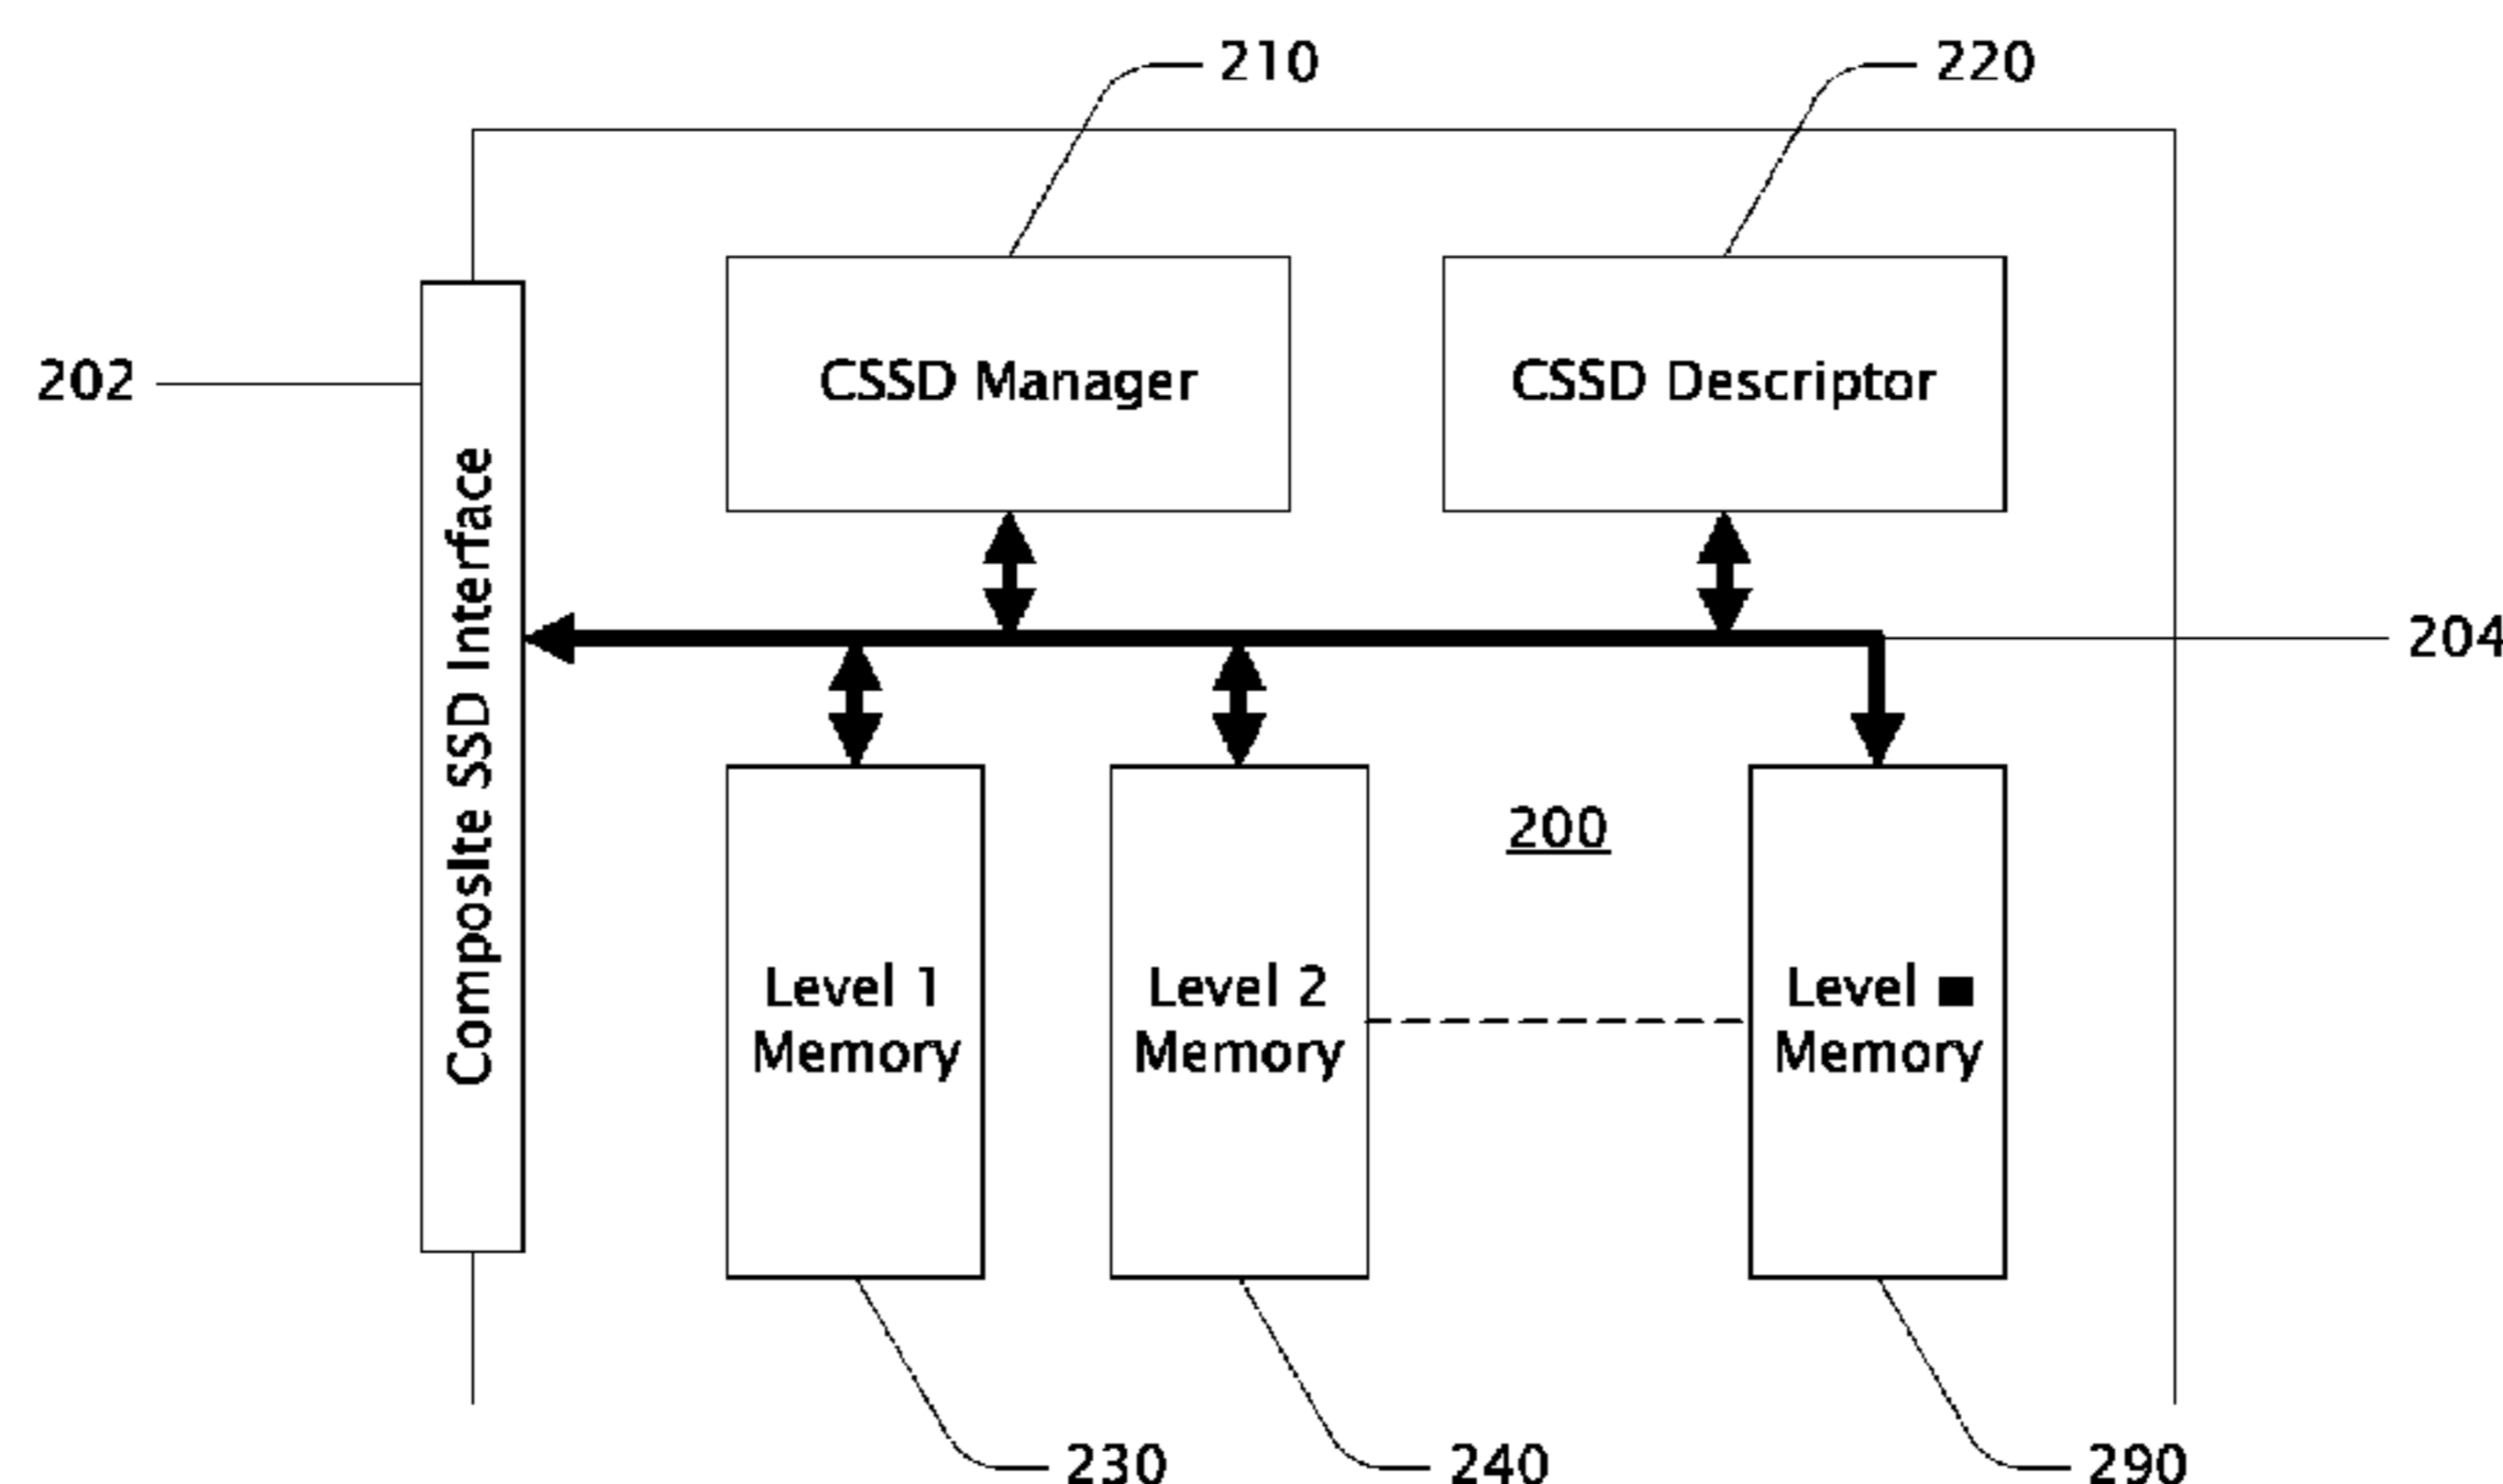 210
220
202
CSSD Manager
CSSD Descriptor
Composite SSD Interface
204
200
Level 1
Memory
Level 2
Memory
Level ■
Memory
230
240
290